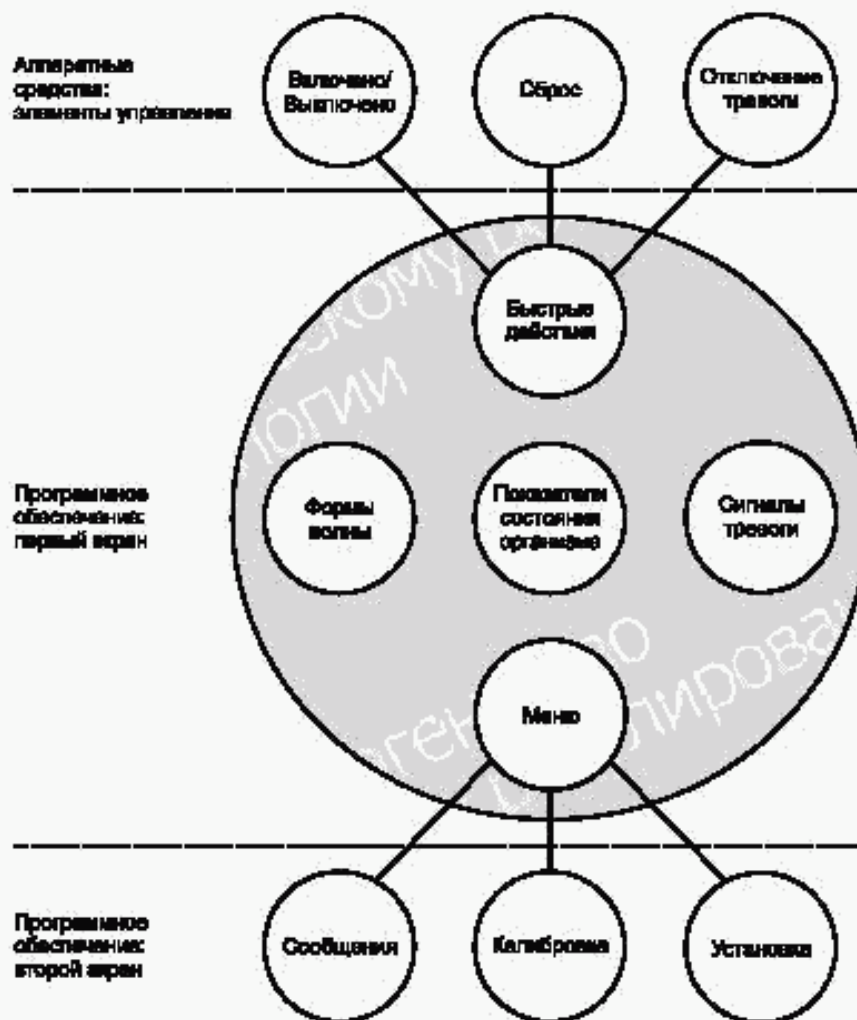 Аппаратные
средства:
элементы управления
Включено/
Выключено
Сброс
Отключение
тревоги
Быстрые
действия
Программное
обеспечение:
первый экран
Формы
волны
Показатели
состояния
организма
Сигналы
тревоги
Меню
Программное
обеспечение:
второй экран
Сообщения
Калибровка
Установка